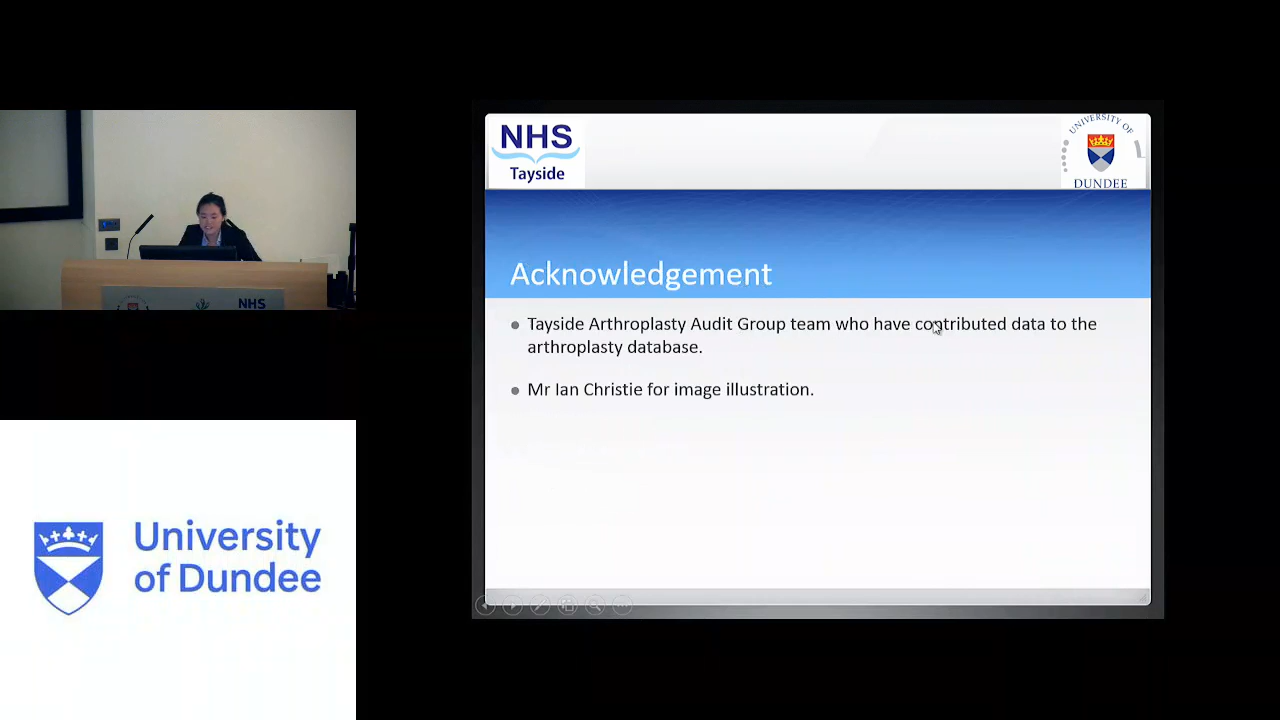 NHS
Tayside
UNIVERSITY OF
DUNDEE
Acknowledgement
Tayside Arthroplasty Audit Group team who have contributed data to the
arthroplasty database.
Mr Ian Christie for image illustration.
NHS
University
of Dundee